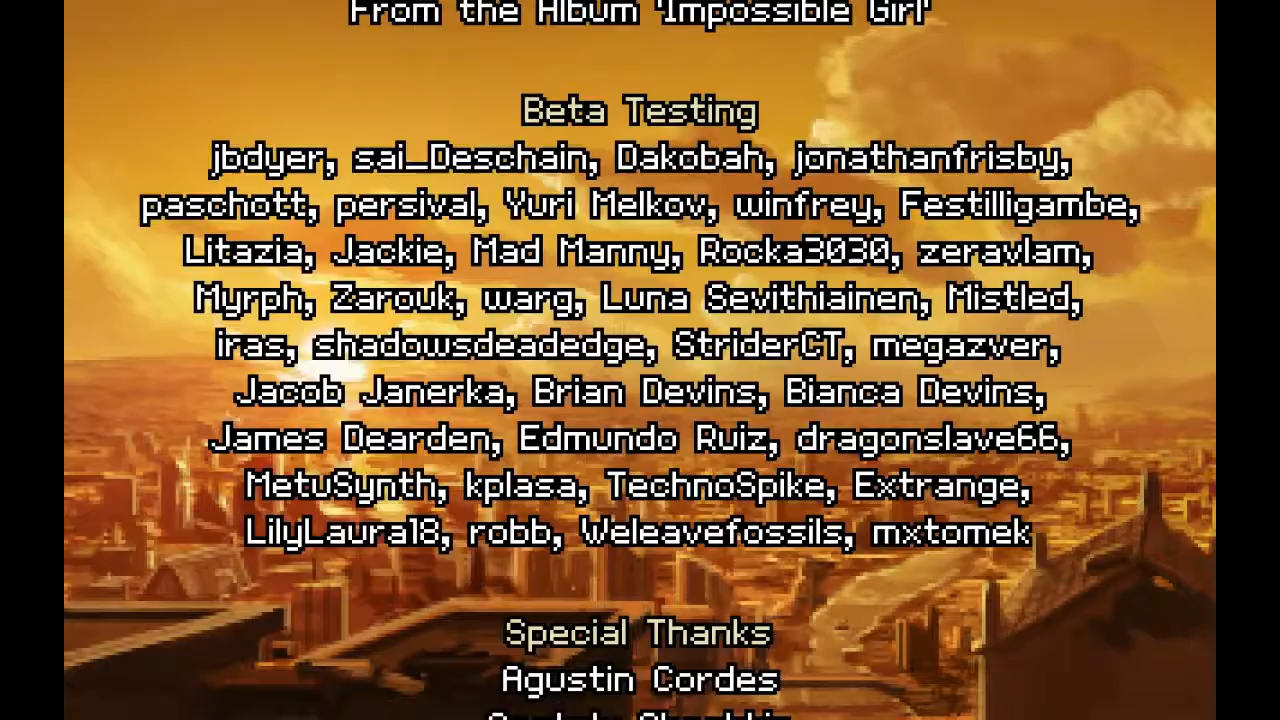 From the Album 'Impossible Girl'
Beta Testing
jbdyer, sai_Deschain, Dakobah, jonathanfrisby,
paschott, persival, Yuri Melkov, winfrey, Festilligambe,
Litazia, Jackie, Mad Manny, Rocka3030, zeravlam,
Myrph, Zarouk, warg, Luna Sevithiainen, Mistled,
iras, shadowsdeadedge, StriderCT, megazver,
Jacob Janerka, Brian Devins, Bianca Devins,
James Dearden, Edmundo Ruiz, dragonslave66,
MetuSynth, kplasa, TechnoSpike, Extrange,
LilyLaura18, robb, Weleavefossils, mxtomek
Special Thanks
Agustin Cordes